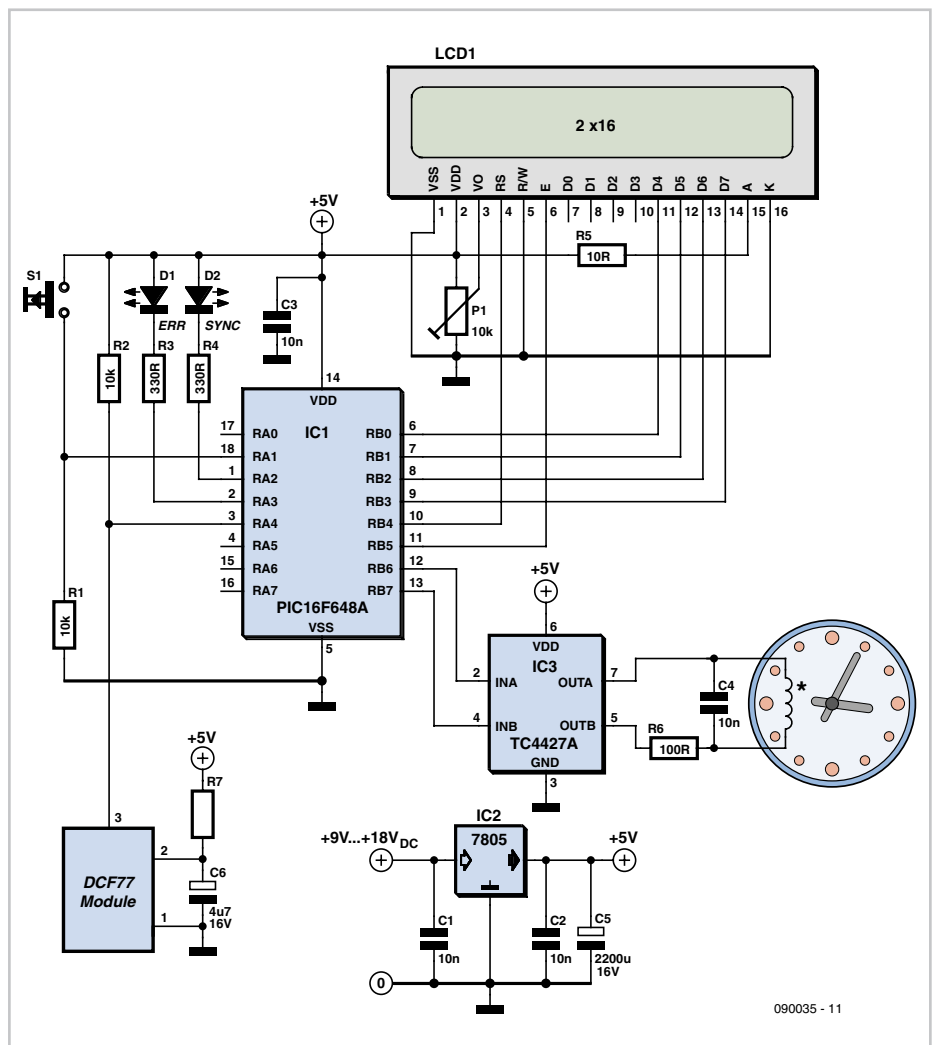 LCD1
2 x16
VSS VDD VO RS R/W E D0 D1 D2 D3 D4 D5 D6 D7 A K
1 2 3 4 5 6 7 8 9 10 11 12 13 14 15 16
+5V
S1
D1
D2
ERR
SYNC
R2
10k
R3
330R
R4
330R
C3
10n
R5
10R
P1
10k
14
VDD
IC1
17 RA0 RB0 6
18 RA1 RB1 7
1 RA2 RB2 8
2 RA3 RB3 9
3 RA4 RB4 10
4 RA5 RB5 11
15 RA6 RB6 12
16 RA7 RB7 13
PIC16F648A
VSS
5
R1
10k
+5V
6
VDD
IC3
2 INA OUTA 7
4 INB OUTB 5
TC4427A
GND
3
C4
10n
R6
100R
*
+5V
R7
3
2
DCF77
Module
1
C6
4u7
16V
IC2
7805
+9V...+18VDC
+5V
C1
10n
C2
10n
C5
2200u
16V
0
090035 - 11